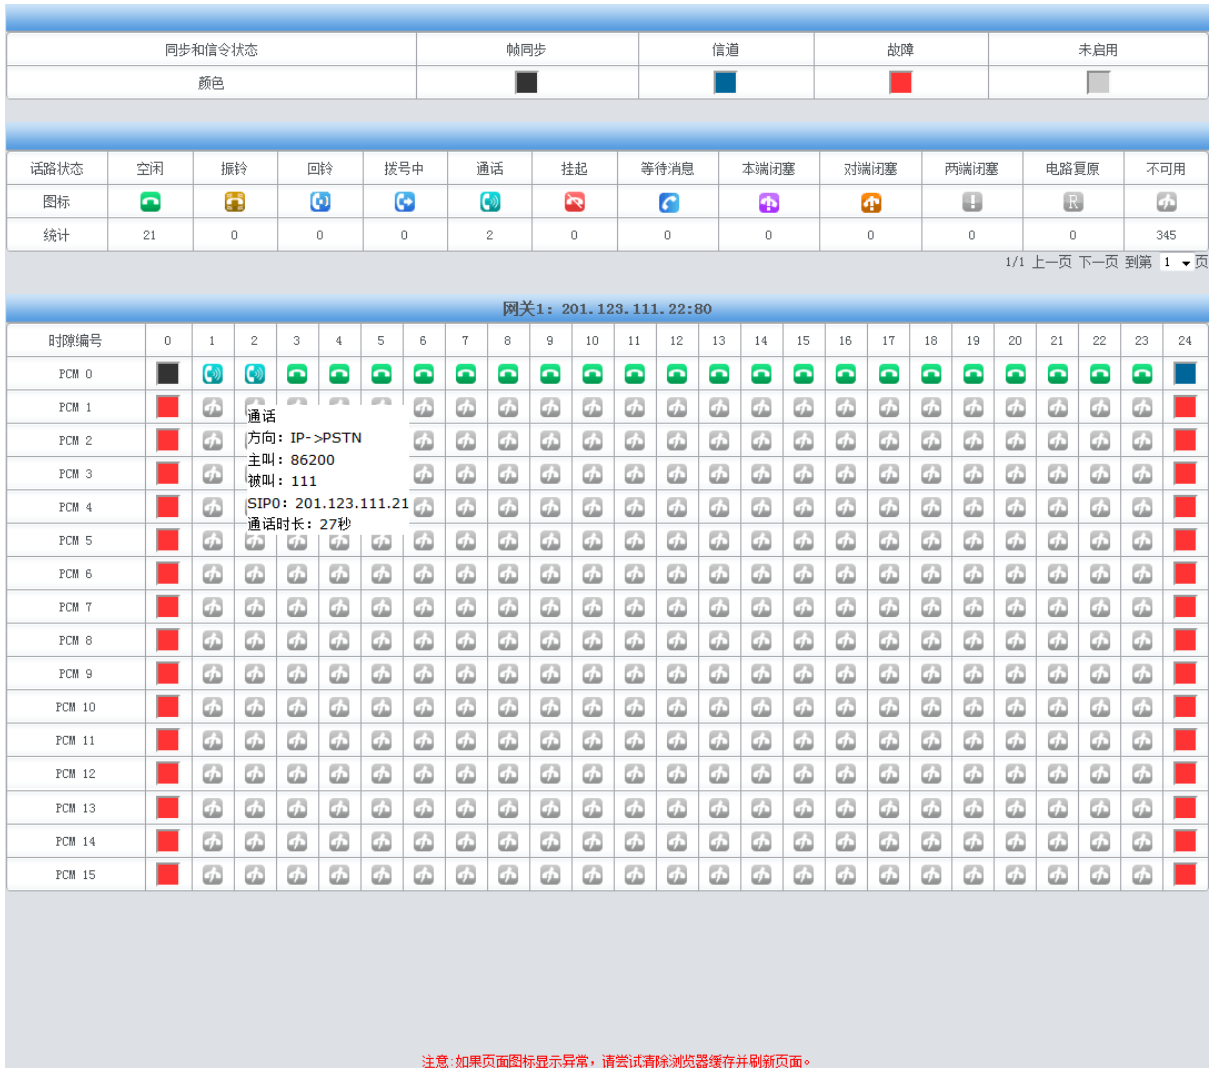 同步和信令状态 帧同步 信道 故障 未启用
颜色
话路状态 空闲 振铃 回铃 拨号中 通话 挂起 等待消息 本端闭塞 对端闭塞 两端闭塞 电路复原 不可用
图标 R
统计 21 0 0 0 2 0 0 0 0 0 0 345
1/1 上一页 下一页 到第 1 页
网关1: 201.123.111.22:80
时隙编号 0 1 2 3 4 5 6 7 8 9 10 11 12 13 14 15 16 17 18 19 20 21 22 23 24
PCM 0
PCM 1
通话
PCM 2
方向: IP->PSTN
主叫: 86200
PCM 3
被叫: 111
PCM 4
SIP0: 201.123.111.21
通话时长: 27秒
PCM 5
PCM 6
PCM 7
PCM 8
PCM 9
PCM 10
PCM 11
PCM 12
PCM 13
PCM 14
PCM 15
注意:如果页面图标显示异常，请尝试清除浏览器缓存并刷新页面。